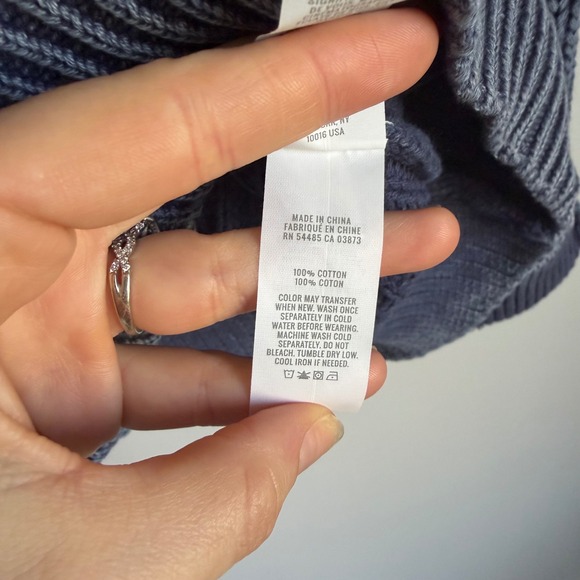 10016 USA
MADE IN CHINA
FABRIQUÉ EN CHINE
RN 54485 CA 03873
100% COTTON
100% COTON
COLOR MAY TRANSFER
WHEN NEW. WASH ONCE
SEPARATELY IN COLD
WATER BEFORE WEARING.
MACHINE WASH COLD
SEPARATELY. DO NOT
BLEACH. TUMBLE DRY LOW.
COOL IRON IF NEEDED.